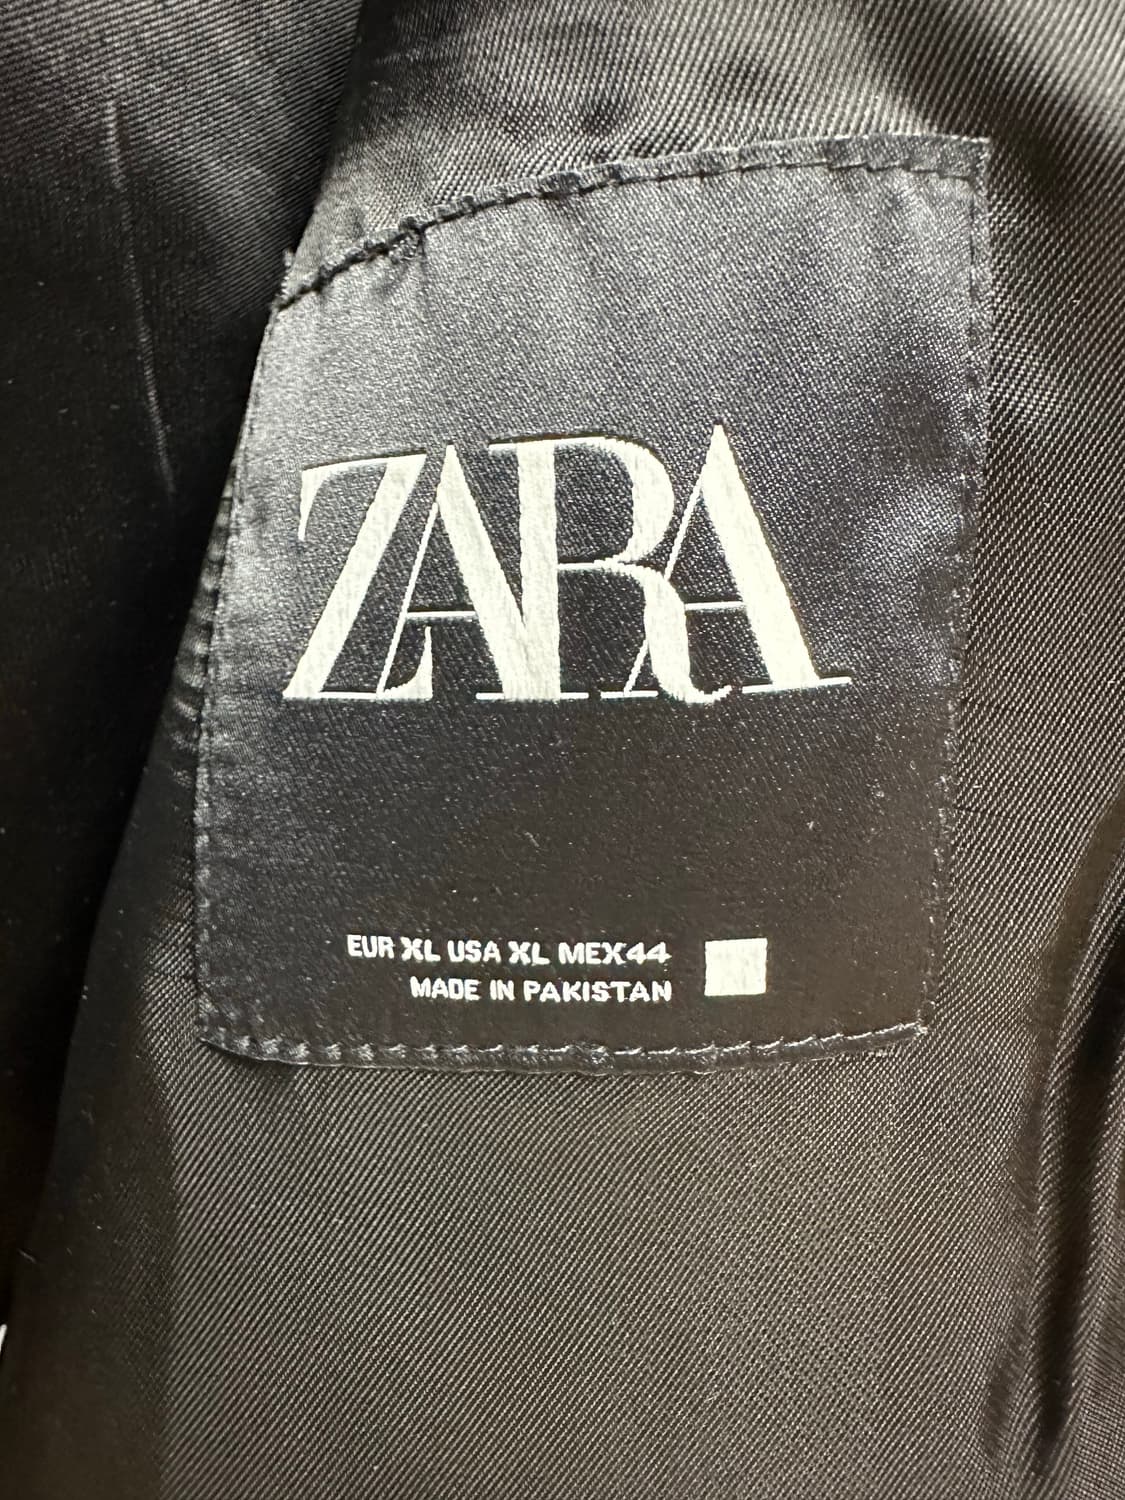 ZARA
EUR XL USA XL MEX44
MADE IN PAKISTAN